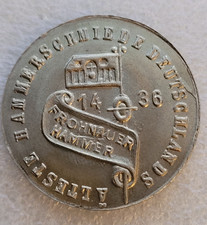 ÄLTESTE HAMMERSCHMIEDE DEUTSCHLANDS
14 36
FROHNAUER
HAMMER